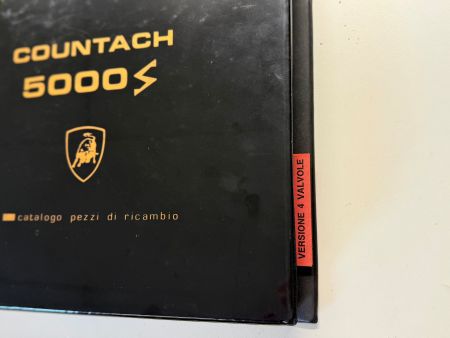 COUNTACH
5000S
catalogo pezzi di ricambio
VERSIONE 4 VALVOLE